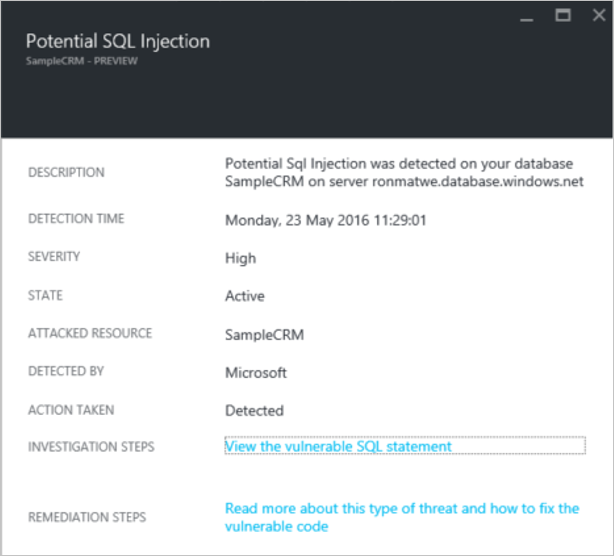 Potential SQL Injection
SampleCRM - PREVIEW
DESCRIPTION
Potential Sql Injection was detected on your database
SampleCRM on server ronmatwe.database.windows.net
DETECTION TIME
Monday, 23 May 2016 11:29:01
SEVERITY
High
STATE
Active
ATTACKED RESOURCE
SampleCRM
DETECTED BY
Microsoft
ACTION TAKEN
Detected
INVESTIGATION STEPS
View the vulnerable SQL statement
REMEDIATION STEPS
Read more about this type of threat and how to fix the
vulnerable code